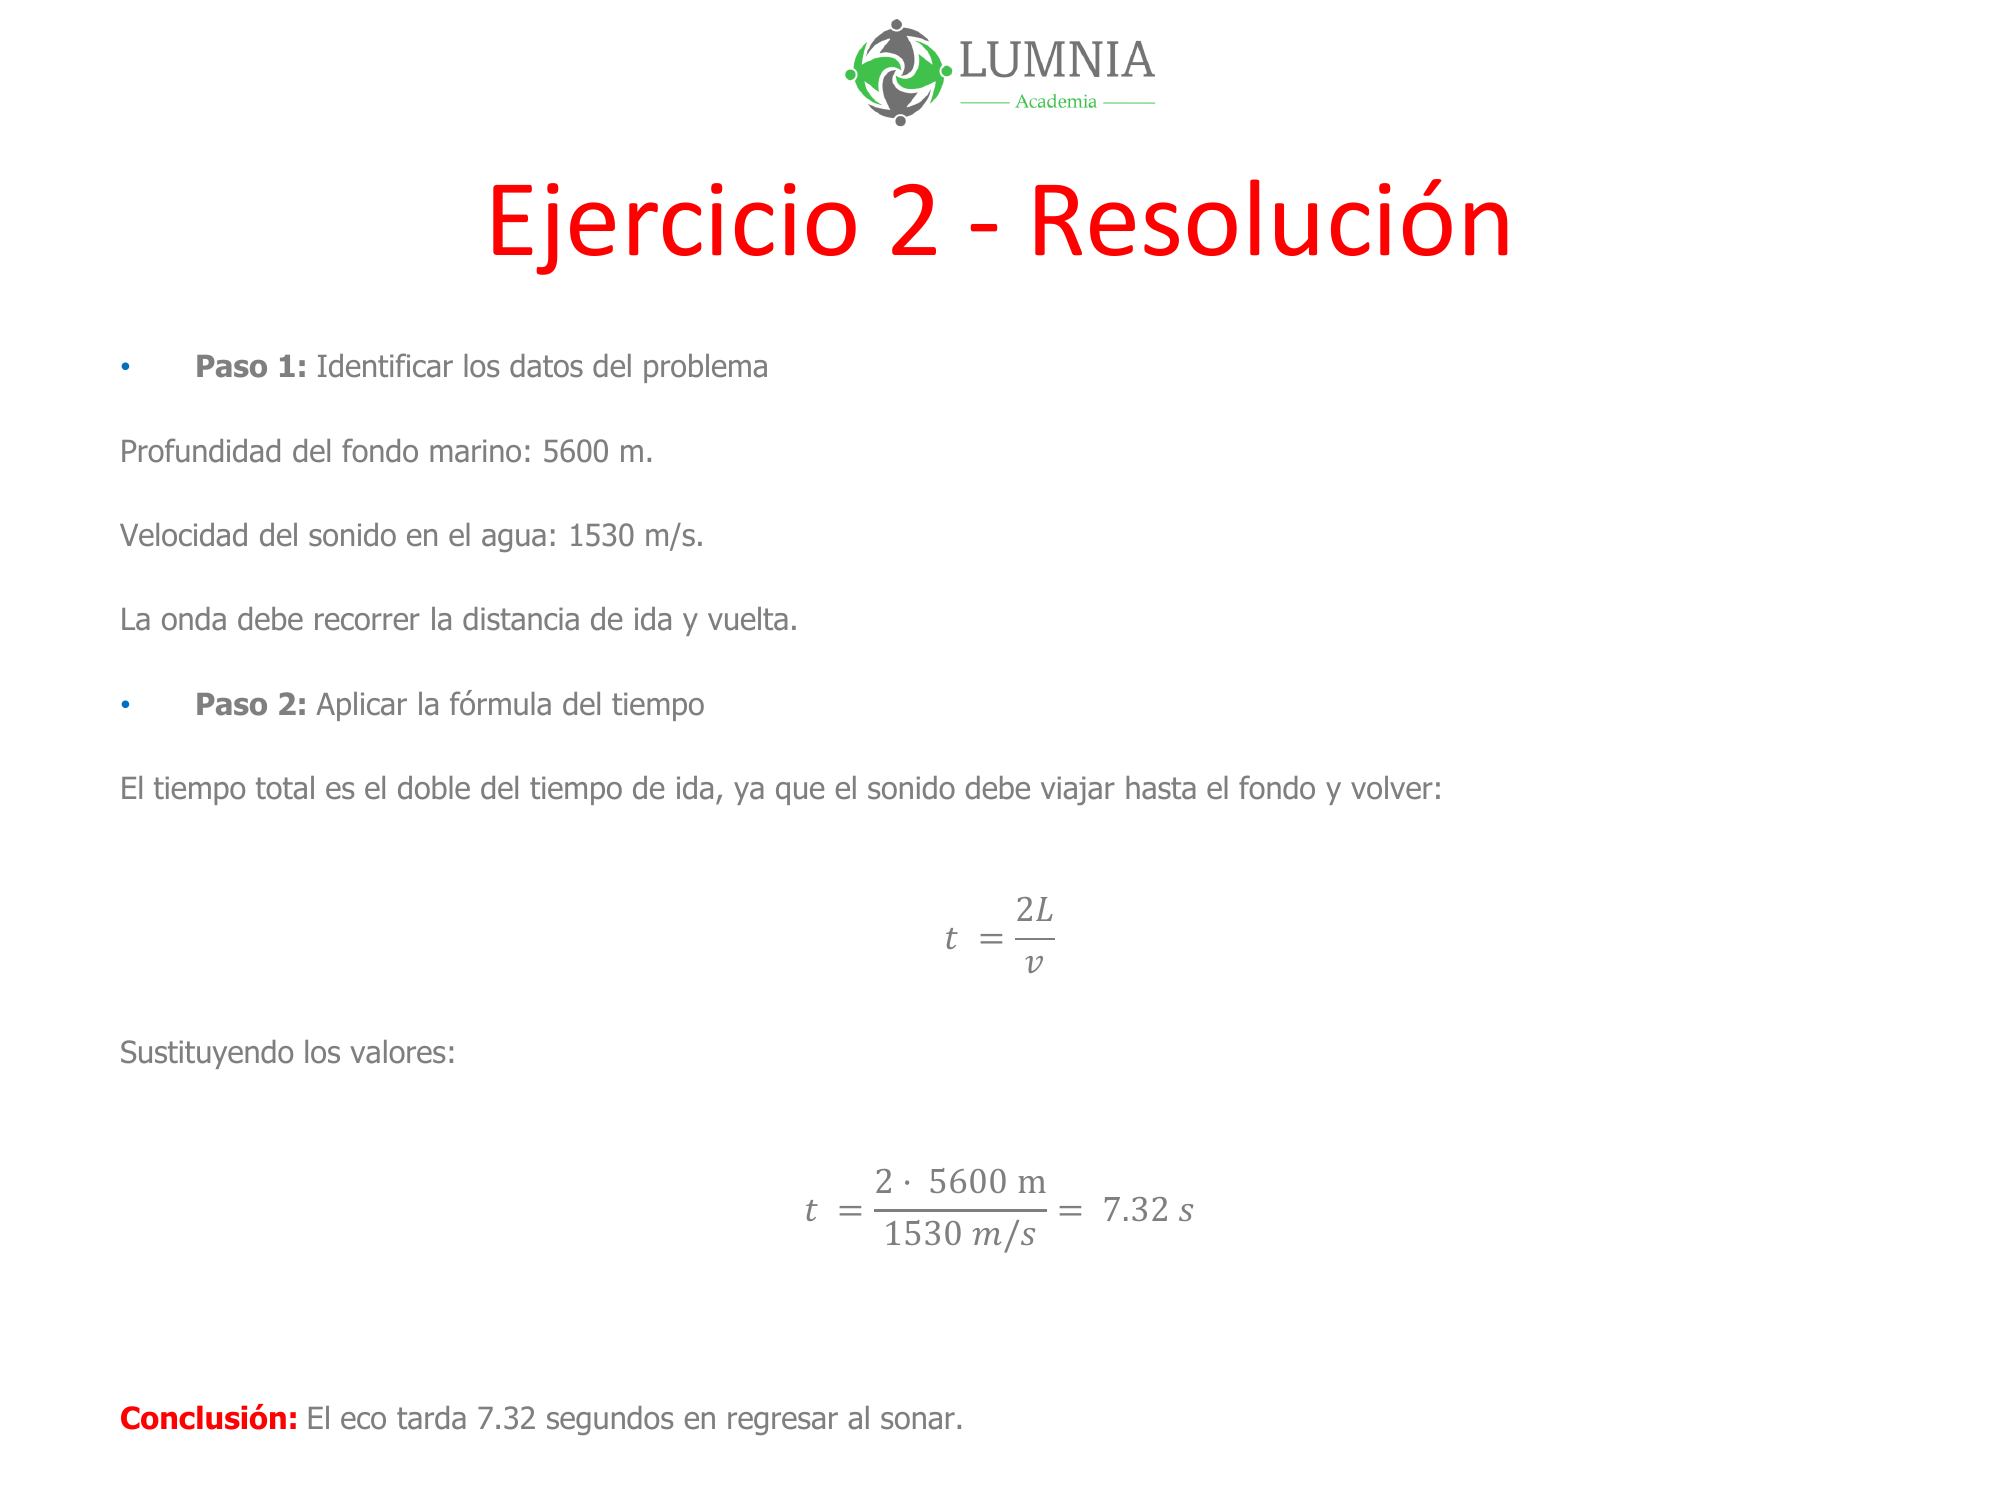 LUMNIA
Academia
Ejercicio 2 - Resolución
• Paso 1: Identificar los datos del problema
Profundidad del fondo marino: 5600 m.
Velocidad del sonido en el agua: 1530 m/s.
La onda debe recorrer la distancia de ida y vuelta.
• Paso 2: Aplicar la fórmula del tiempo
El tiempo total es el doble del tiempo de ida, ya que el sonido debe viajar hasta el fondo y volver:
t = 2L/v
Sustituyendo los valores:
t = 2 · 5600 m / 1530 m/s = 7.32 s
Conclusión: El eco tarda 7.32 segundos en regresar al sonar.